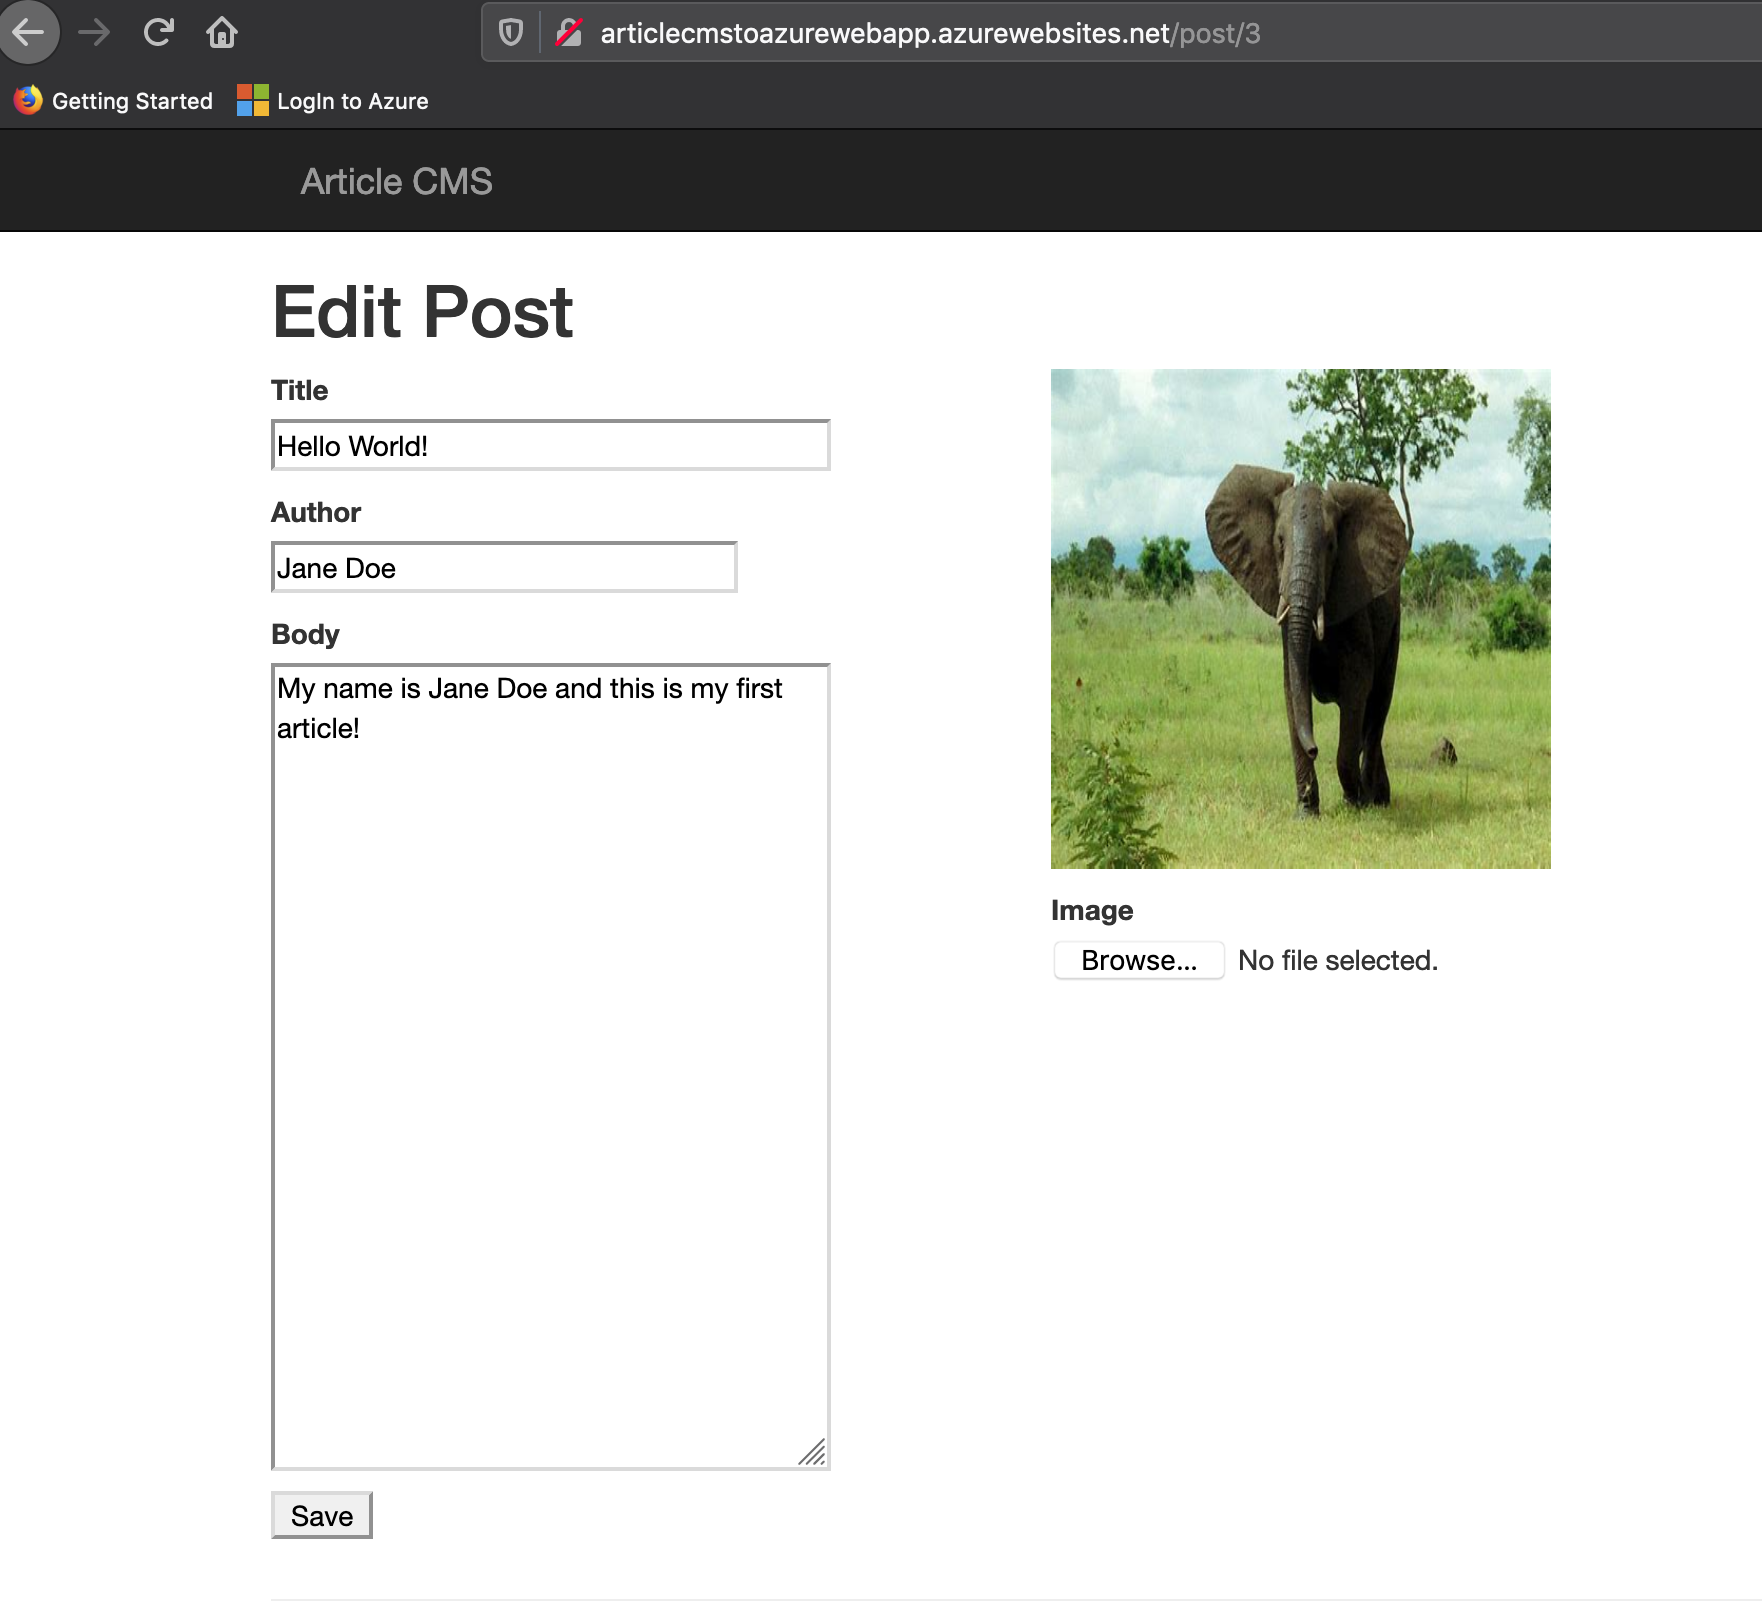 articlecmstoazurewebapp.azurewebsites.net/post/3
Getting Started
LogIn to Azure
Article CMS
Edit Post
Title
Hello World!
Author
Jane Doe
Body
My name is Jane Doe and this is my first
article!
Image
Browse... No file selected.
Save